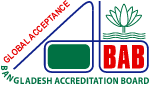 GLOBAL ACCEPTANCE
BAB
BANGLADESH ACCREDITATION BOARD